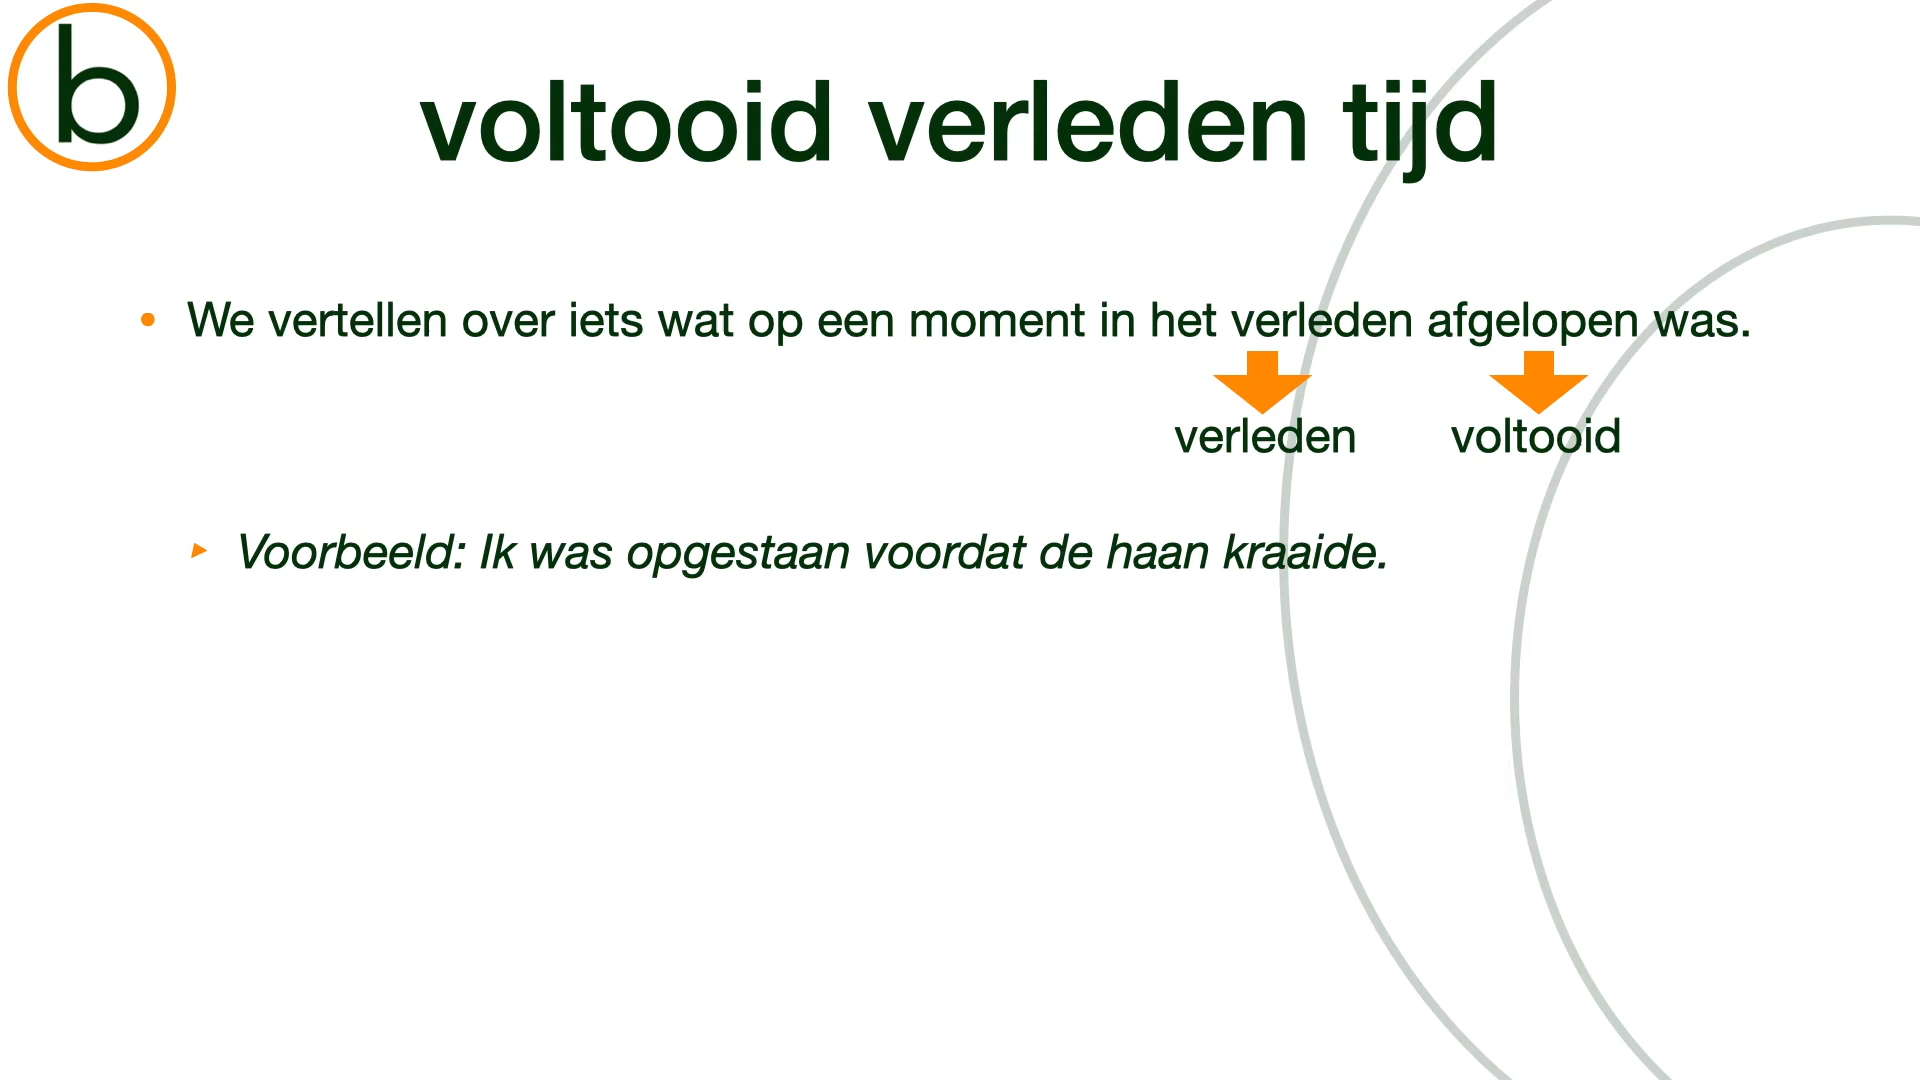 b
voltooid verleden tijd
• We vertellen over iets wat op een moment in het verleden afgelopen was.
verleden voltooid
▸ Voorbeeld: Ik was opgestaan voordat de haan kraaide.